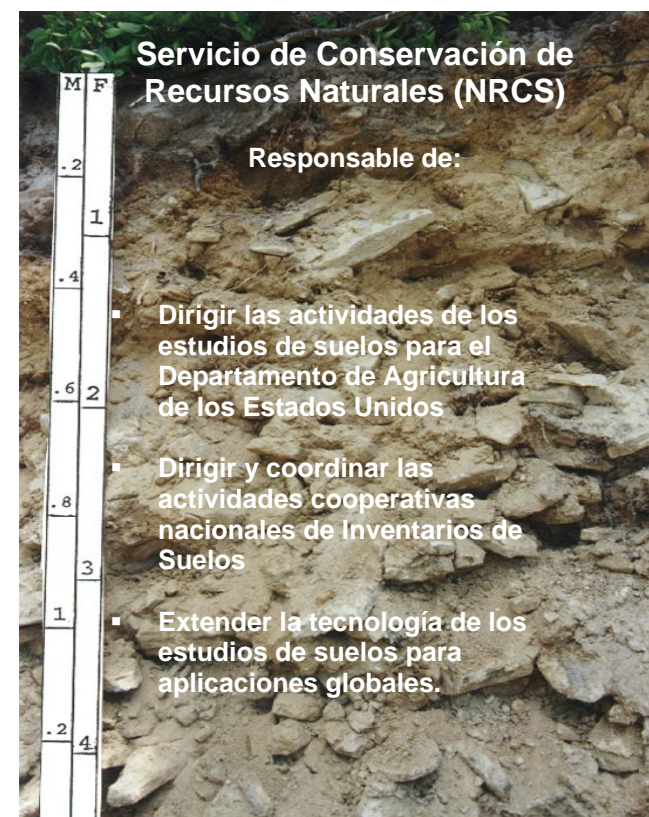 Servicio de Conservación de
Recursos Naturales (NRCS)
Responsable de:
M F
.2
1
.4
▪ Dirigir las actividades de los
estudios de suelos para el
Departamento de Agricultura
de los Estados Unidos
.6 2
▪ Dirigir y coordinar las
actividades cooperativas
nacionales de Inventarios de
Suelos
.8
3
1
▪ Extender la tecnología de los
estudios de suelos para
aplicaciones globales.
.2
4